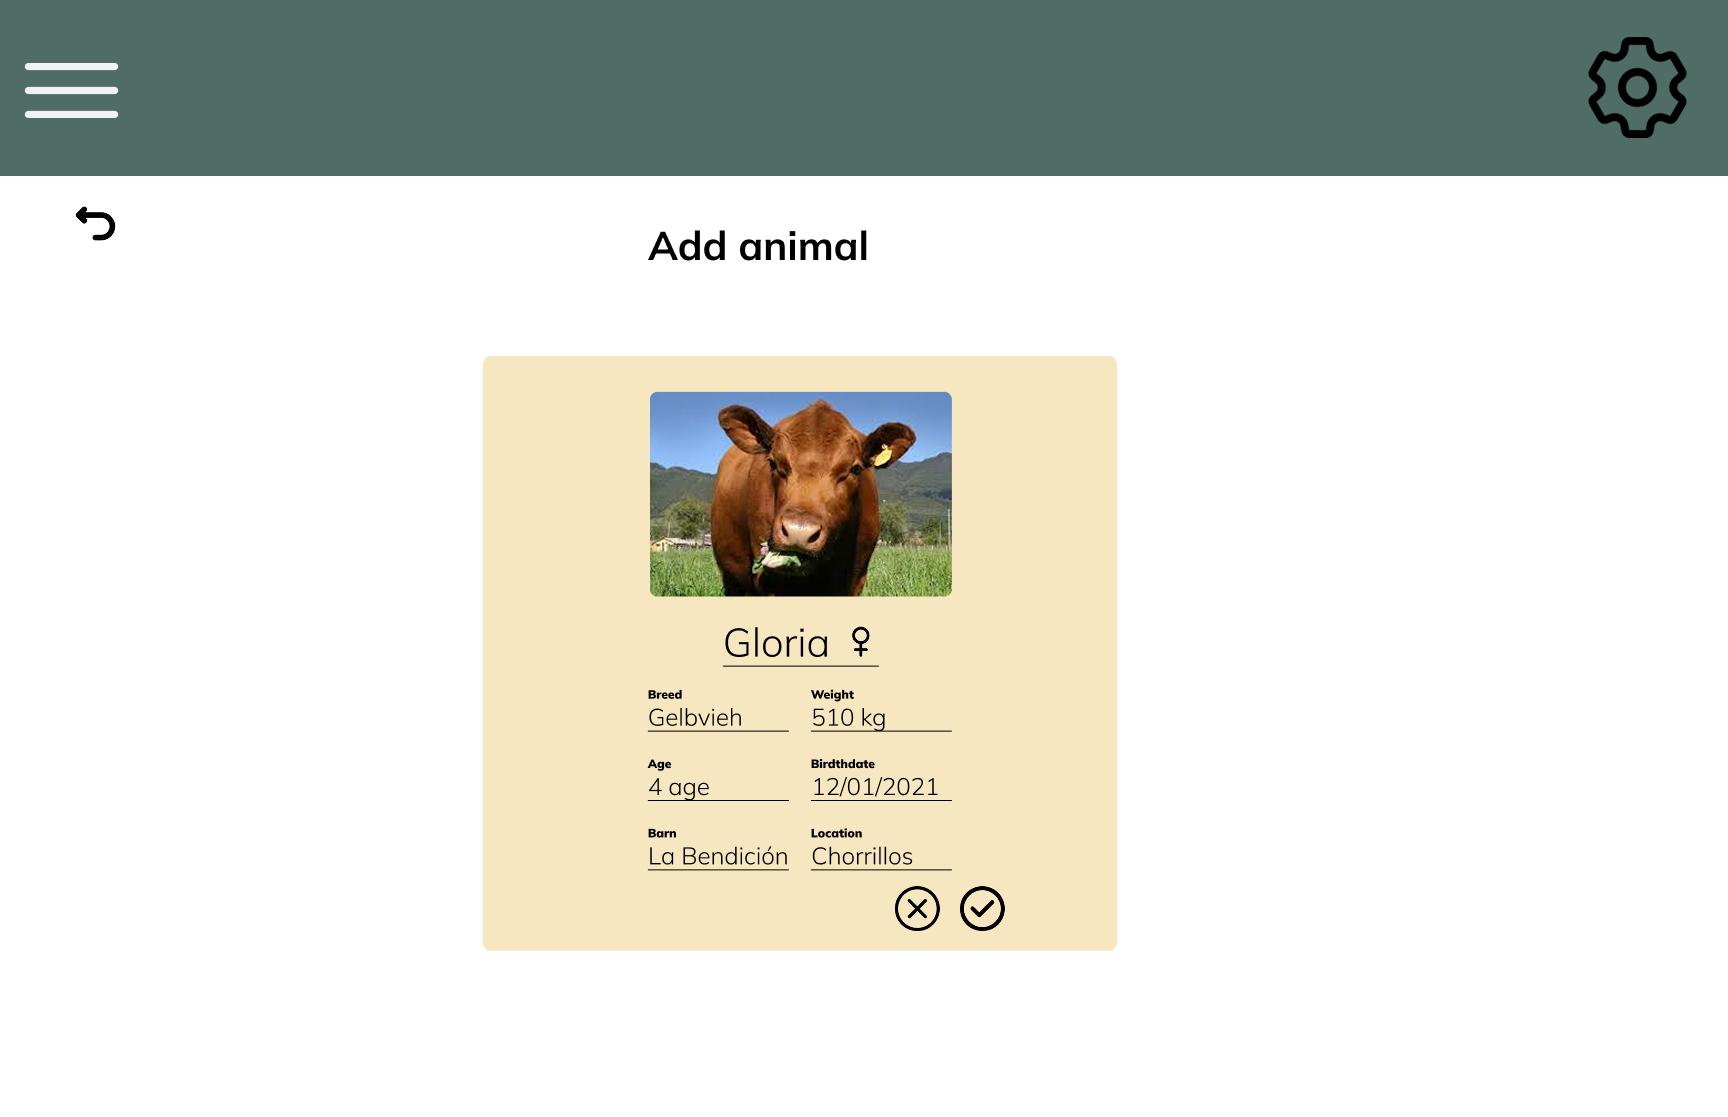 Add animal
Gloria ♀
Breed Weight
Gelbvieh 510 kg
Age Birdthdate
4 age 12/01/2021
Barn Location
La Bendición Chorrillos